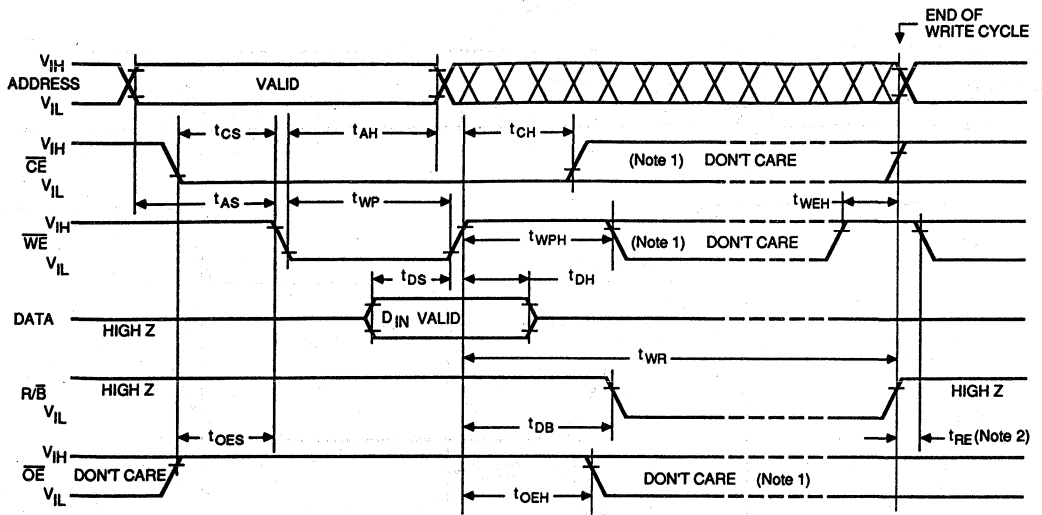 END OF
WRITE CYCLE
VIH
ADDRESS
VIL
VALID
tCS
tAH
tCH
VIH
CE
VIL
(Note 1) DON'T CARE
tAS
tWP
tWEH
VIH
WE
VIL
tWPH
(Note 1) DON'T CARE
tDS
tDH
DATA
HIGH Z
DIN VALID
tWR
R/B
HIGH Z
HIGH Z
VIL
tDB
tOES
tRE (Note 2)
VIH
OE
DON'T CARE
VIL
DON'T CARE (Note 1)
tOEH